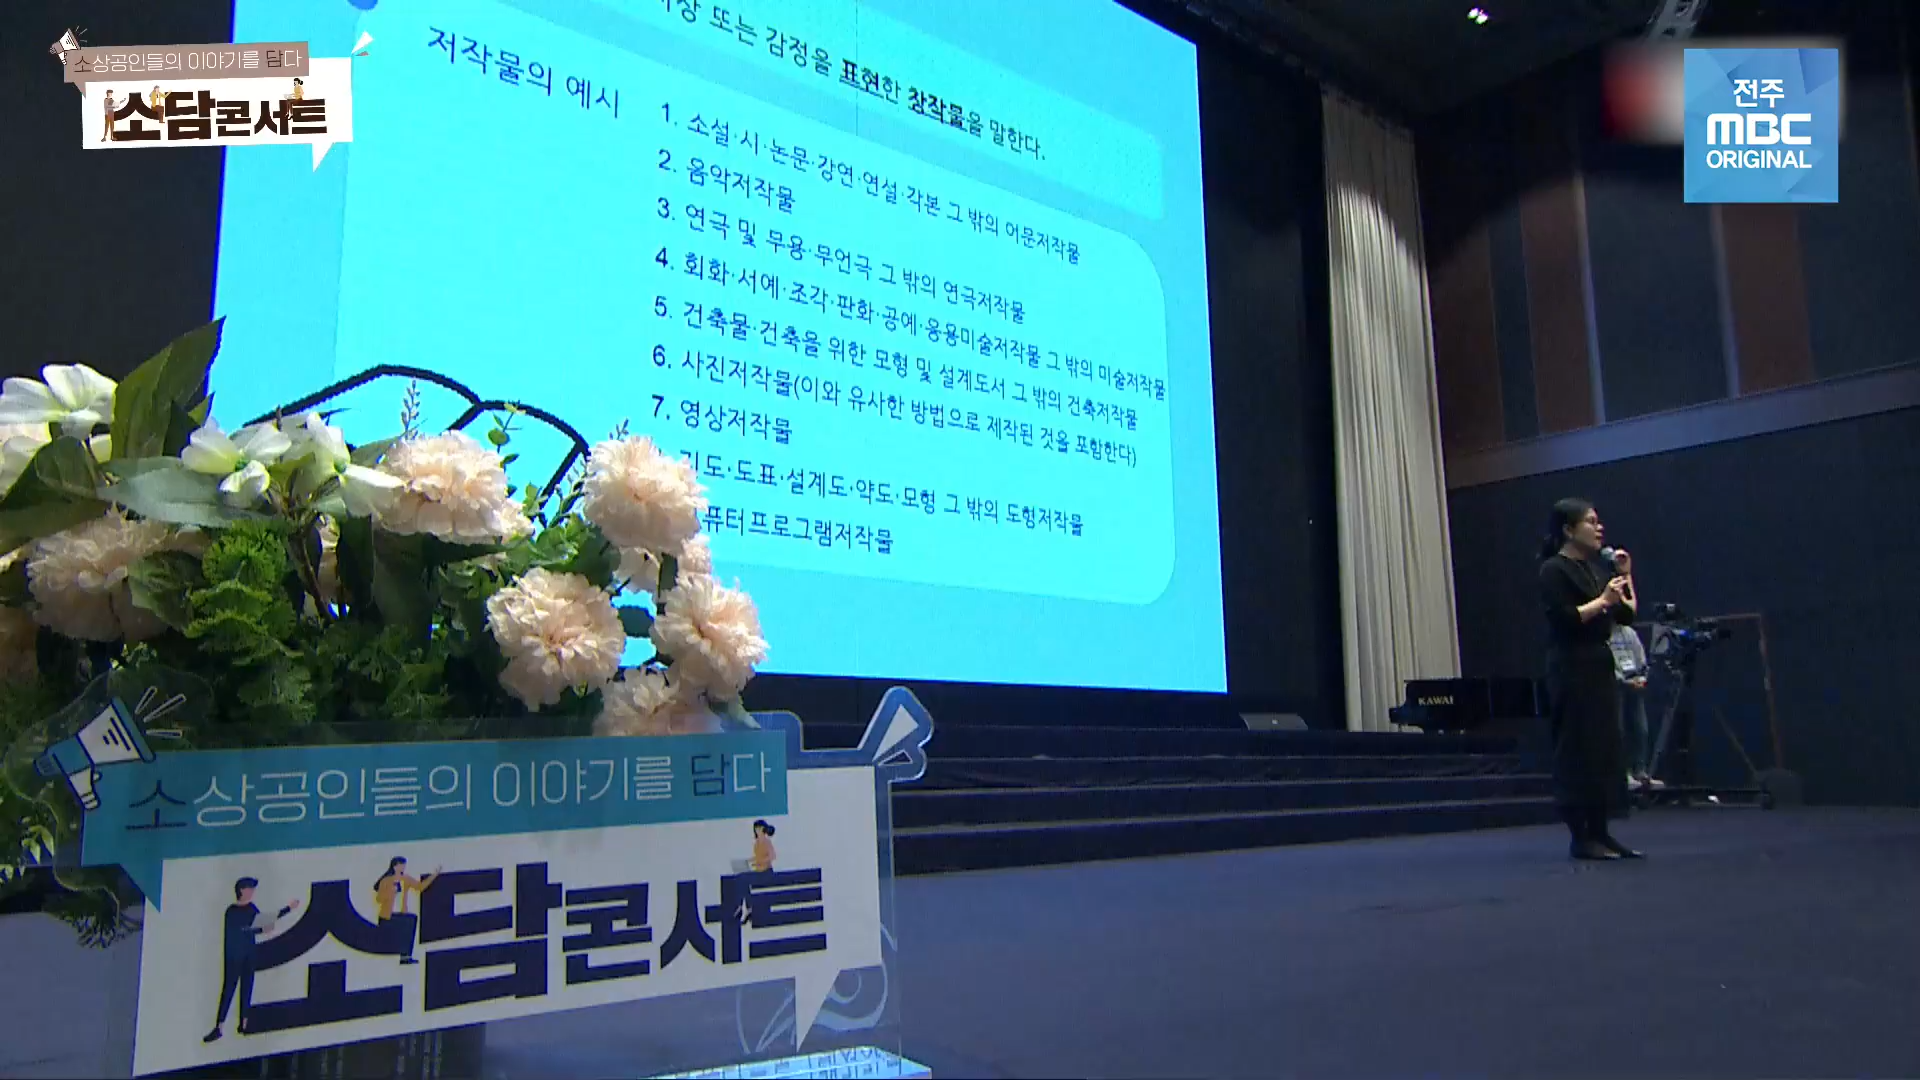 소상공인들의 이야기를 담다
소담콘서트
전주
MBC
ORIGINAL
또는 감정을 표현한 창작물을 말한다.
저작물의 예시
1. 소설·시·논문·강연·연설·각본 그 밖의 어문저작물
2. 음악저작물
3. 연극 및 무용·무언극 그 밖의 연극저작물
4. 회화·서예·조각·판화·공예·응용미술저작물 그 밖의 미술저작물
5. 건축물·건축을 위한 모형 및 설계도서 그 밖의 건축저작물
6. 사진저작물(이와 유사한 방법으로 제작된 것을 포함한다)
7. 영상저작물
도표·설계도·약도·모형 그 밖의 도형저작물
퓨터프로그램저작물
KAWAI
소상공인들의 이야기를 담다
소담콘서트